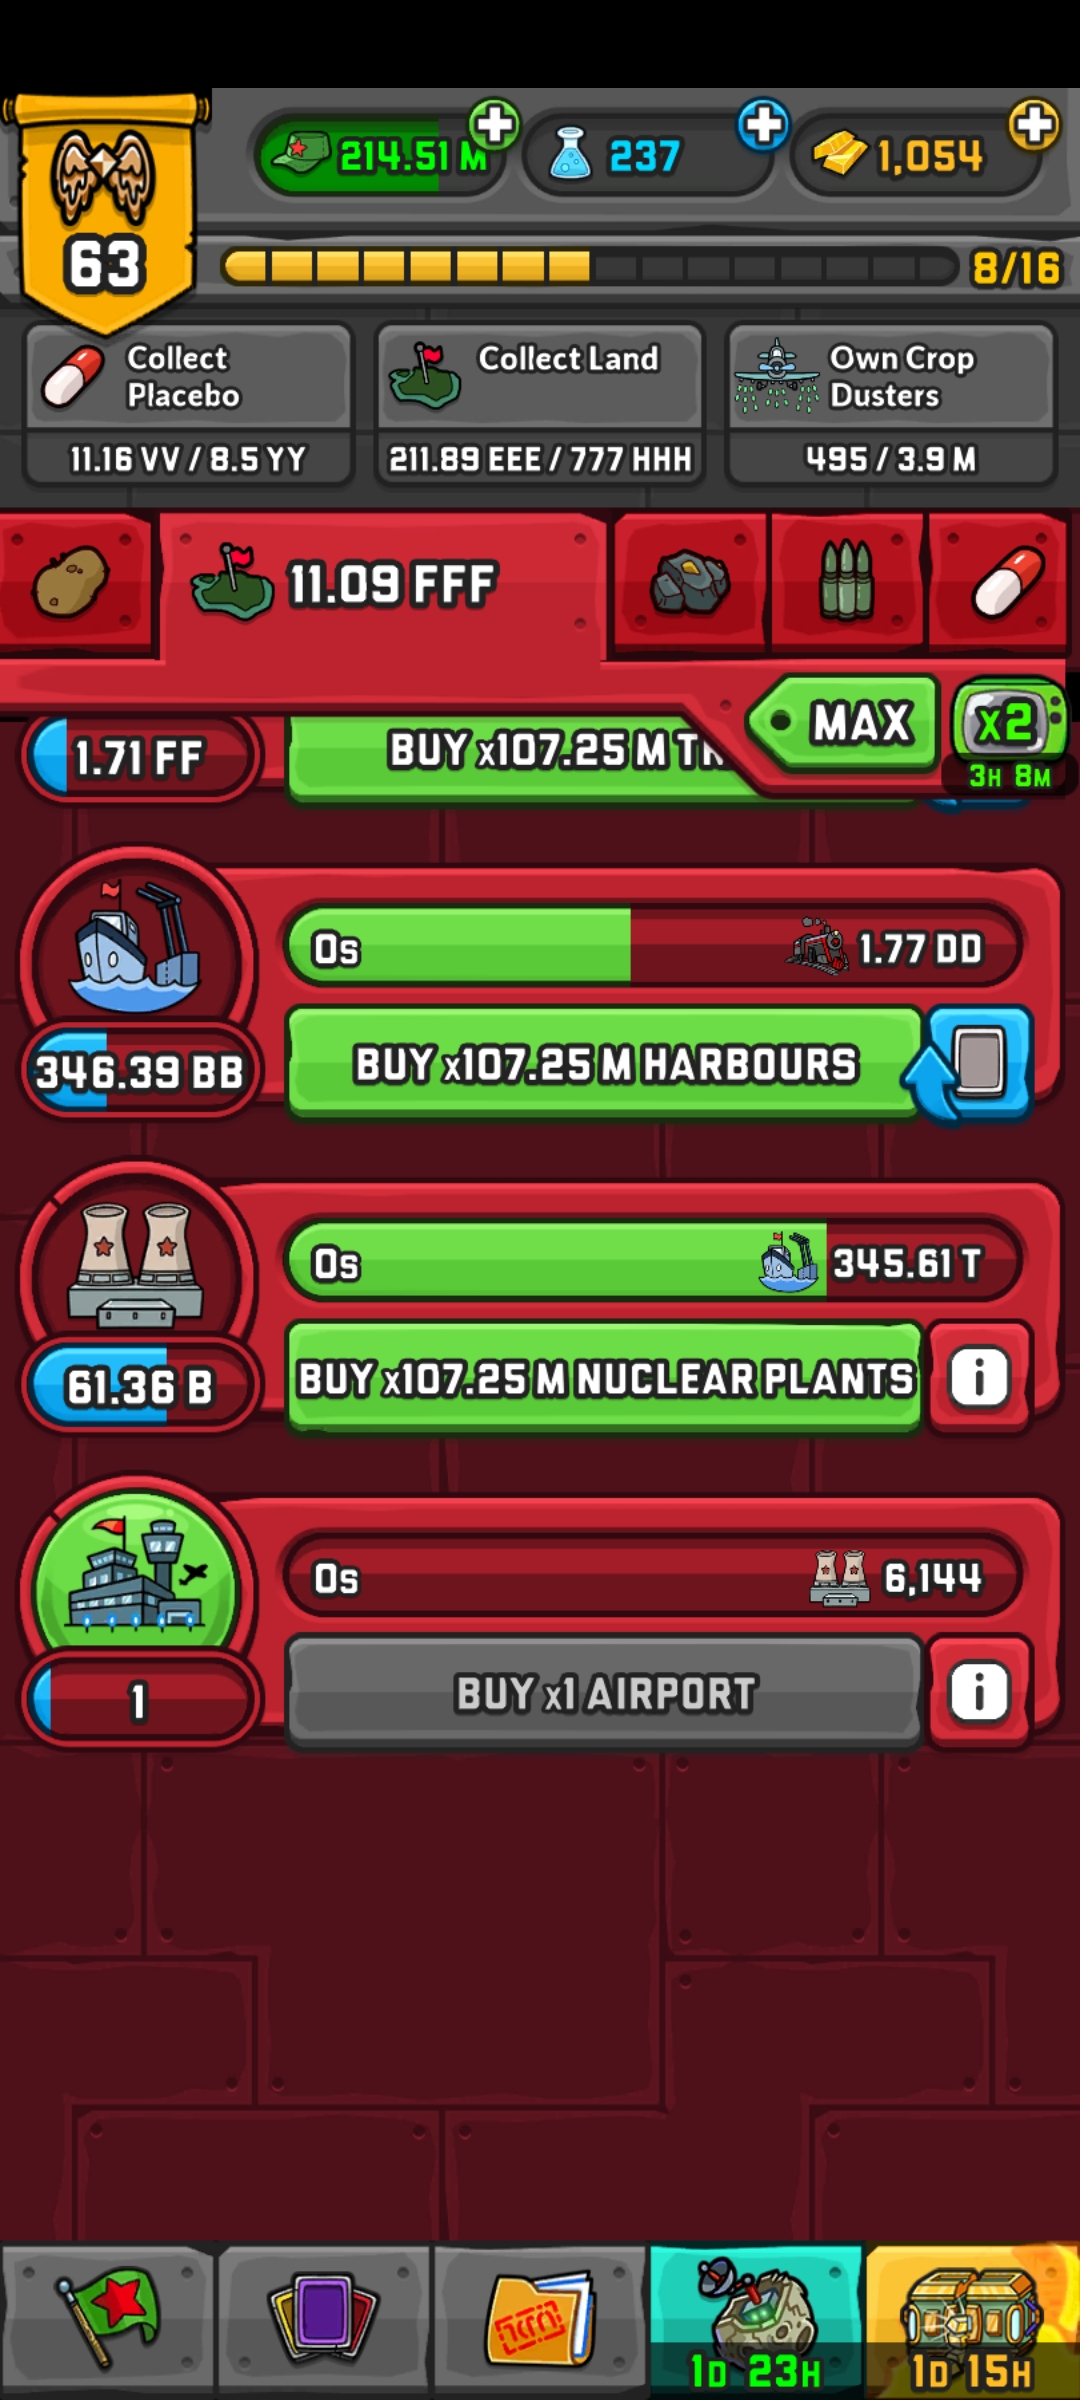 214.51 M
237
1,054
63
8/16
Collect
Placebo
11.16 VV / 8.5 YY
Collect Land
211.89 EEE / 777 HHH
Own Crop
Dusters
495 / 3.9 M
11.09 FFF
MAX
x2
3H 8M
1.71 FF
BUY x107.25 M
0s
1.77 DD
346.39 BB
BUY x107.25 M HARBOURS
0s
345.61 T
61.36 B
BUY x107.25 M NUCLEAR PLANTS
i
0s
6,144
1
BUY x1 AIRPORT
i
1D 23H
1D 15H